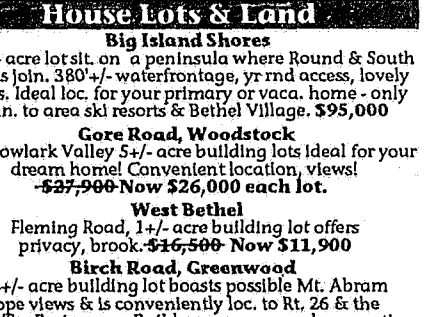 House Lots & Land
Big Island Shores
acre lot sit. on a peninsula where Round & South
s join. 380'+/- waterfrontage, yr rnd access, lovely
s. Ideal loc. for your primary or vaca. home - only
n. to area ski resorts & Bethel Village. $95,000
Gore Road, Woodstock
owlark Valley 5+/- acre building lots ideal for your
dream home! Convenient location, views!
$27,900 Now $26,000 each lot.
West Bethel
Fleming Road, 1+/- acre building lot offers
privacy, brook. $16,500 Now $11,900
Birch Road, Greenwood
+/- acre building lot boasts possible Mt. Abram
ope views & is conveniently loc. to Rt. 26 & the